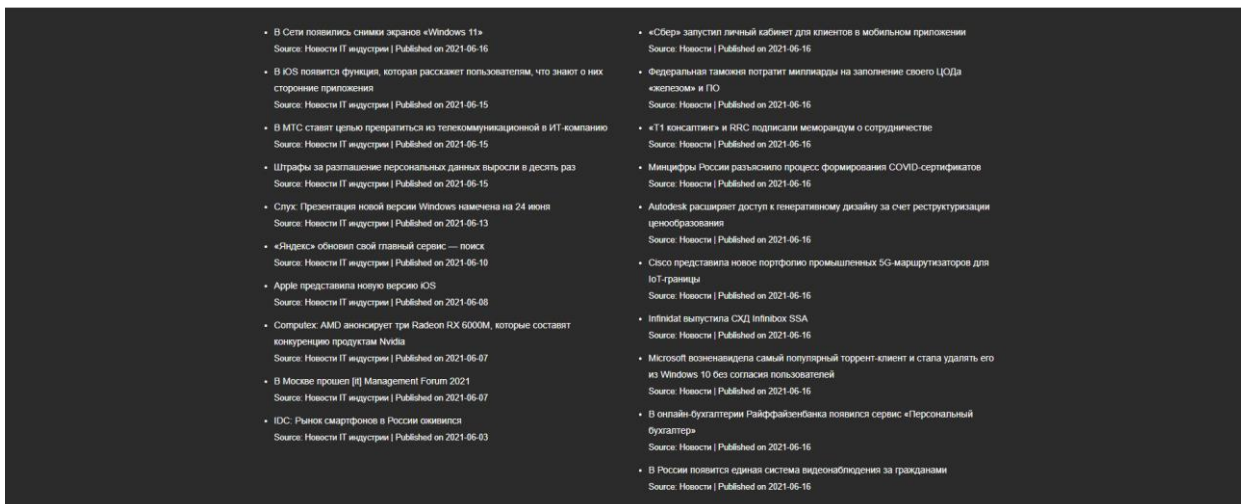 В Сети появились снимки экранов «Windows 11»
Source: Новости IT индустрии | Published on 2021-06-16
В iOS появится функция, которая расскажет пользователям, что знают о них
сторонние приложения
Source: Новости IT индустрии | Published on 2021-06-15
В МТС ставят целью превратиться из телекоммуникационной в ИТ-компанию
Source: Новости IT индустрии | Published on 2021-06-15
Штрафы за разглашение персональных данных выросли в десять раз
Source: Новости IT индустрии | Published on 2021-06-15
Слух: Презентация новой версии Windows намечена на 24 июня
Source: Новости IT индустрии | Published on 2021-06-13
«Яндекс» обновил свой главный сервис — поиск
Source: Новости IT индустрии | Published on 2021-06-10
Apple представила новую версию iOS
Source: Новости IT индустрии | Published on 2021-06-08
Computex: AMD анонсирует три Radeon RX 6000M, которые составят
конкуренцию продуктам Nvidia
Source: Новости IT индустрии | Published on 2021-06-07
В Москве прошел [it] Management Forum 2021
Source: Новости IT индустрии | Published on 2021-06-07
IDC: Рынок смартфонов в России оживился
Source: Новости IT индустрии | Published on 2021-06-03
«Сбер» запустил личный кабинет для клиентов в мобильном приложении
Source: Новости | Published on 2021-06-16
Федеральная таможня потратит миллиарды на заполнение своего ЦОДа
«железом» и ПО
Source: Новости | Published on 2021-06-16
«Т1 консалтинг» и RRC подписали меморандум о сотрудничестве
Source: Новости | Published on 2021-06-16
Минцифры России разъяснило процесс формирования COVID-сертификатов
Source: Новости | Published on 2021-06-16
Autodesk расширяет доступ к генеративному дизайну за счет реструктуризации
ценообразования
Source: Новости | Published on 2021-06-16
Cisco представила новое портфолио промышленных 5G-маршрутизаторов для
IoT-границы
Source: Новости | Published on 2021-06-16
Infinidat выпустила СХД Infinibox SSA
Source: Новости | Published on 2021-06-16
Microsoft возненавидела самый популярный торрент-клиент и стала удалять его
из Windows 10 без согласия пользователей
Source: Новости | Published on 2021-06-16
В онлайн-бухгалтерии Райффайзенбанка появился сервис «Персональный
бухгалтер»
Source: Новости | Published on 2021-06-16
В России появится единая система видеонаблюдения за гражданами
Source: Новости | Published on 2021-06-16